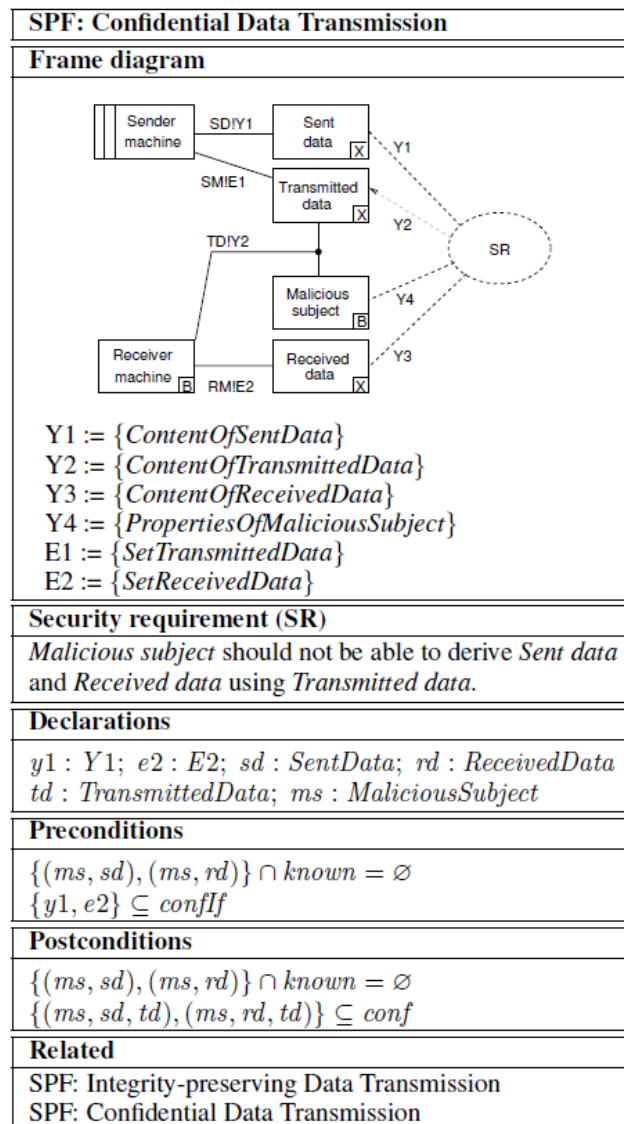 SPF: Confidential Data Transmission
Frame diagram
Sender
machine
SD!Y1
Sent
data
X
Y1
SM!E1
Transmitted
data
X
Y2
TD!Y2
SR
Malicious
subject
B
Y4
Receiver
machine
B
RM!E2
Received
data
X
Y3
Y1 := {ContentOfSentData}
Y2 := {ContentOfTransmittedData}
Y3 := {ContentOfReceivedData}
Y4 := {PropertiesOfMaliciousSubject}
E1 := {SetTransmittedData}
E2 := {SetReceivedData}
Security requirement (SR)
Malicious subject should not be able to derive Sent data
and Received data using Transmitted data.
Declarations
y1 : Y1; e2 : E2; sd : SentData; rd : ReceivedData
td : TransmittedData; ms : MaliciousSubject
Preconditions
{(ms, sd), (ms, rd)} ∩ known = ∅
{y1, e2} ⊆ confIf
Postconditions
{(ms, sd), (ms, rd)} ∩ known = ∅
{(ms, sd, td), (ms, rd, td)} ⊆ conf
Related
SPF: Integrity-preserving Data Transmission
SPF: Confidential Data Transmission